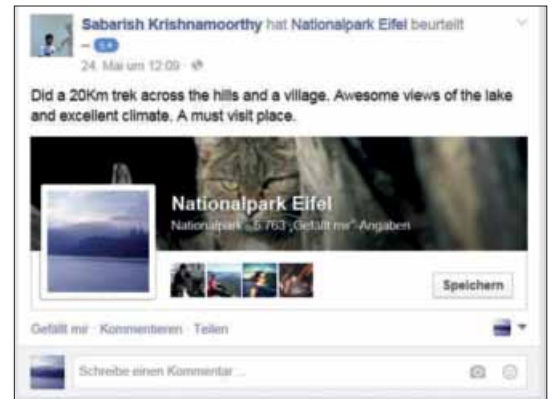 Sabarish Krishnamoorthy hat Nationalpark Eifel beurteilt
– 5★
24. Mai um 12:09 ·
Did a 20Km trek across the hills and a village. Awesome views of the lake
and excellent climate. A must visit place.
Nationalpark Eifel
Nationalpark · 5.763 „Gefällt mir“-Angaben
Speichern
Gefällt mir · Kommentieren · Teilen
Schreibe einen Kommentar ...